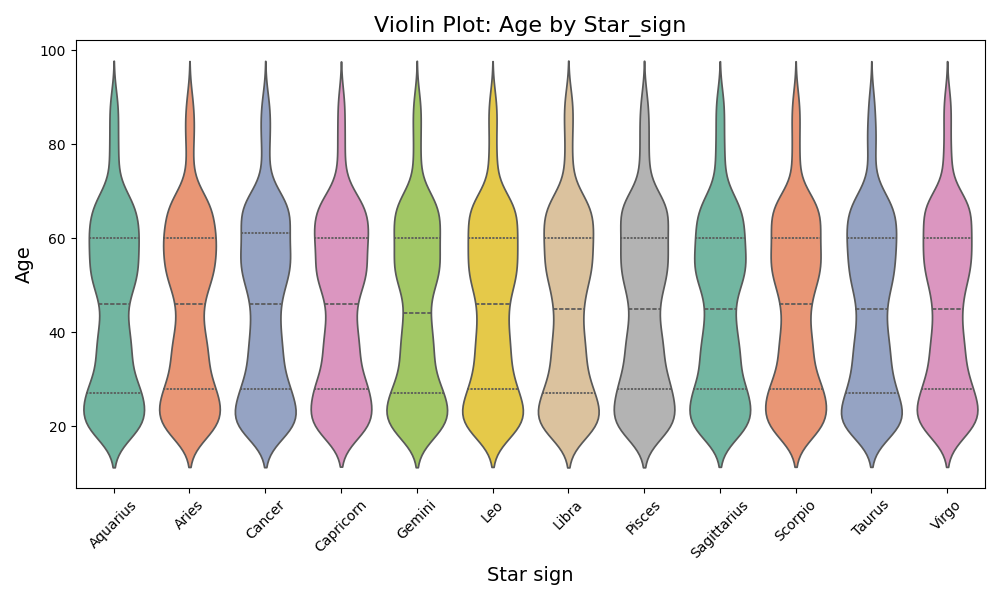 Violin Plot: Age by Star_sign
100
80
60
40
20
Age
Aquarius
Aries
Cancer
Capricorn
Gemini
Leo
Libra
Pisces
Sagittarius
Scorpio
Taurus
Virgo
Star sign